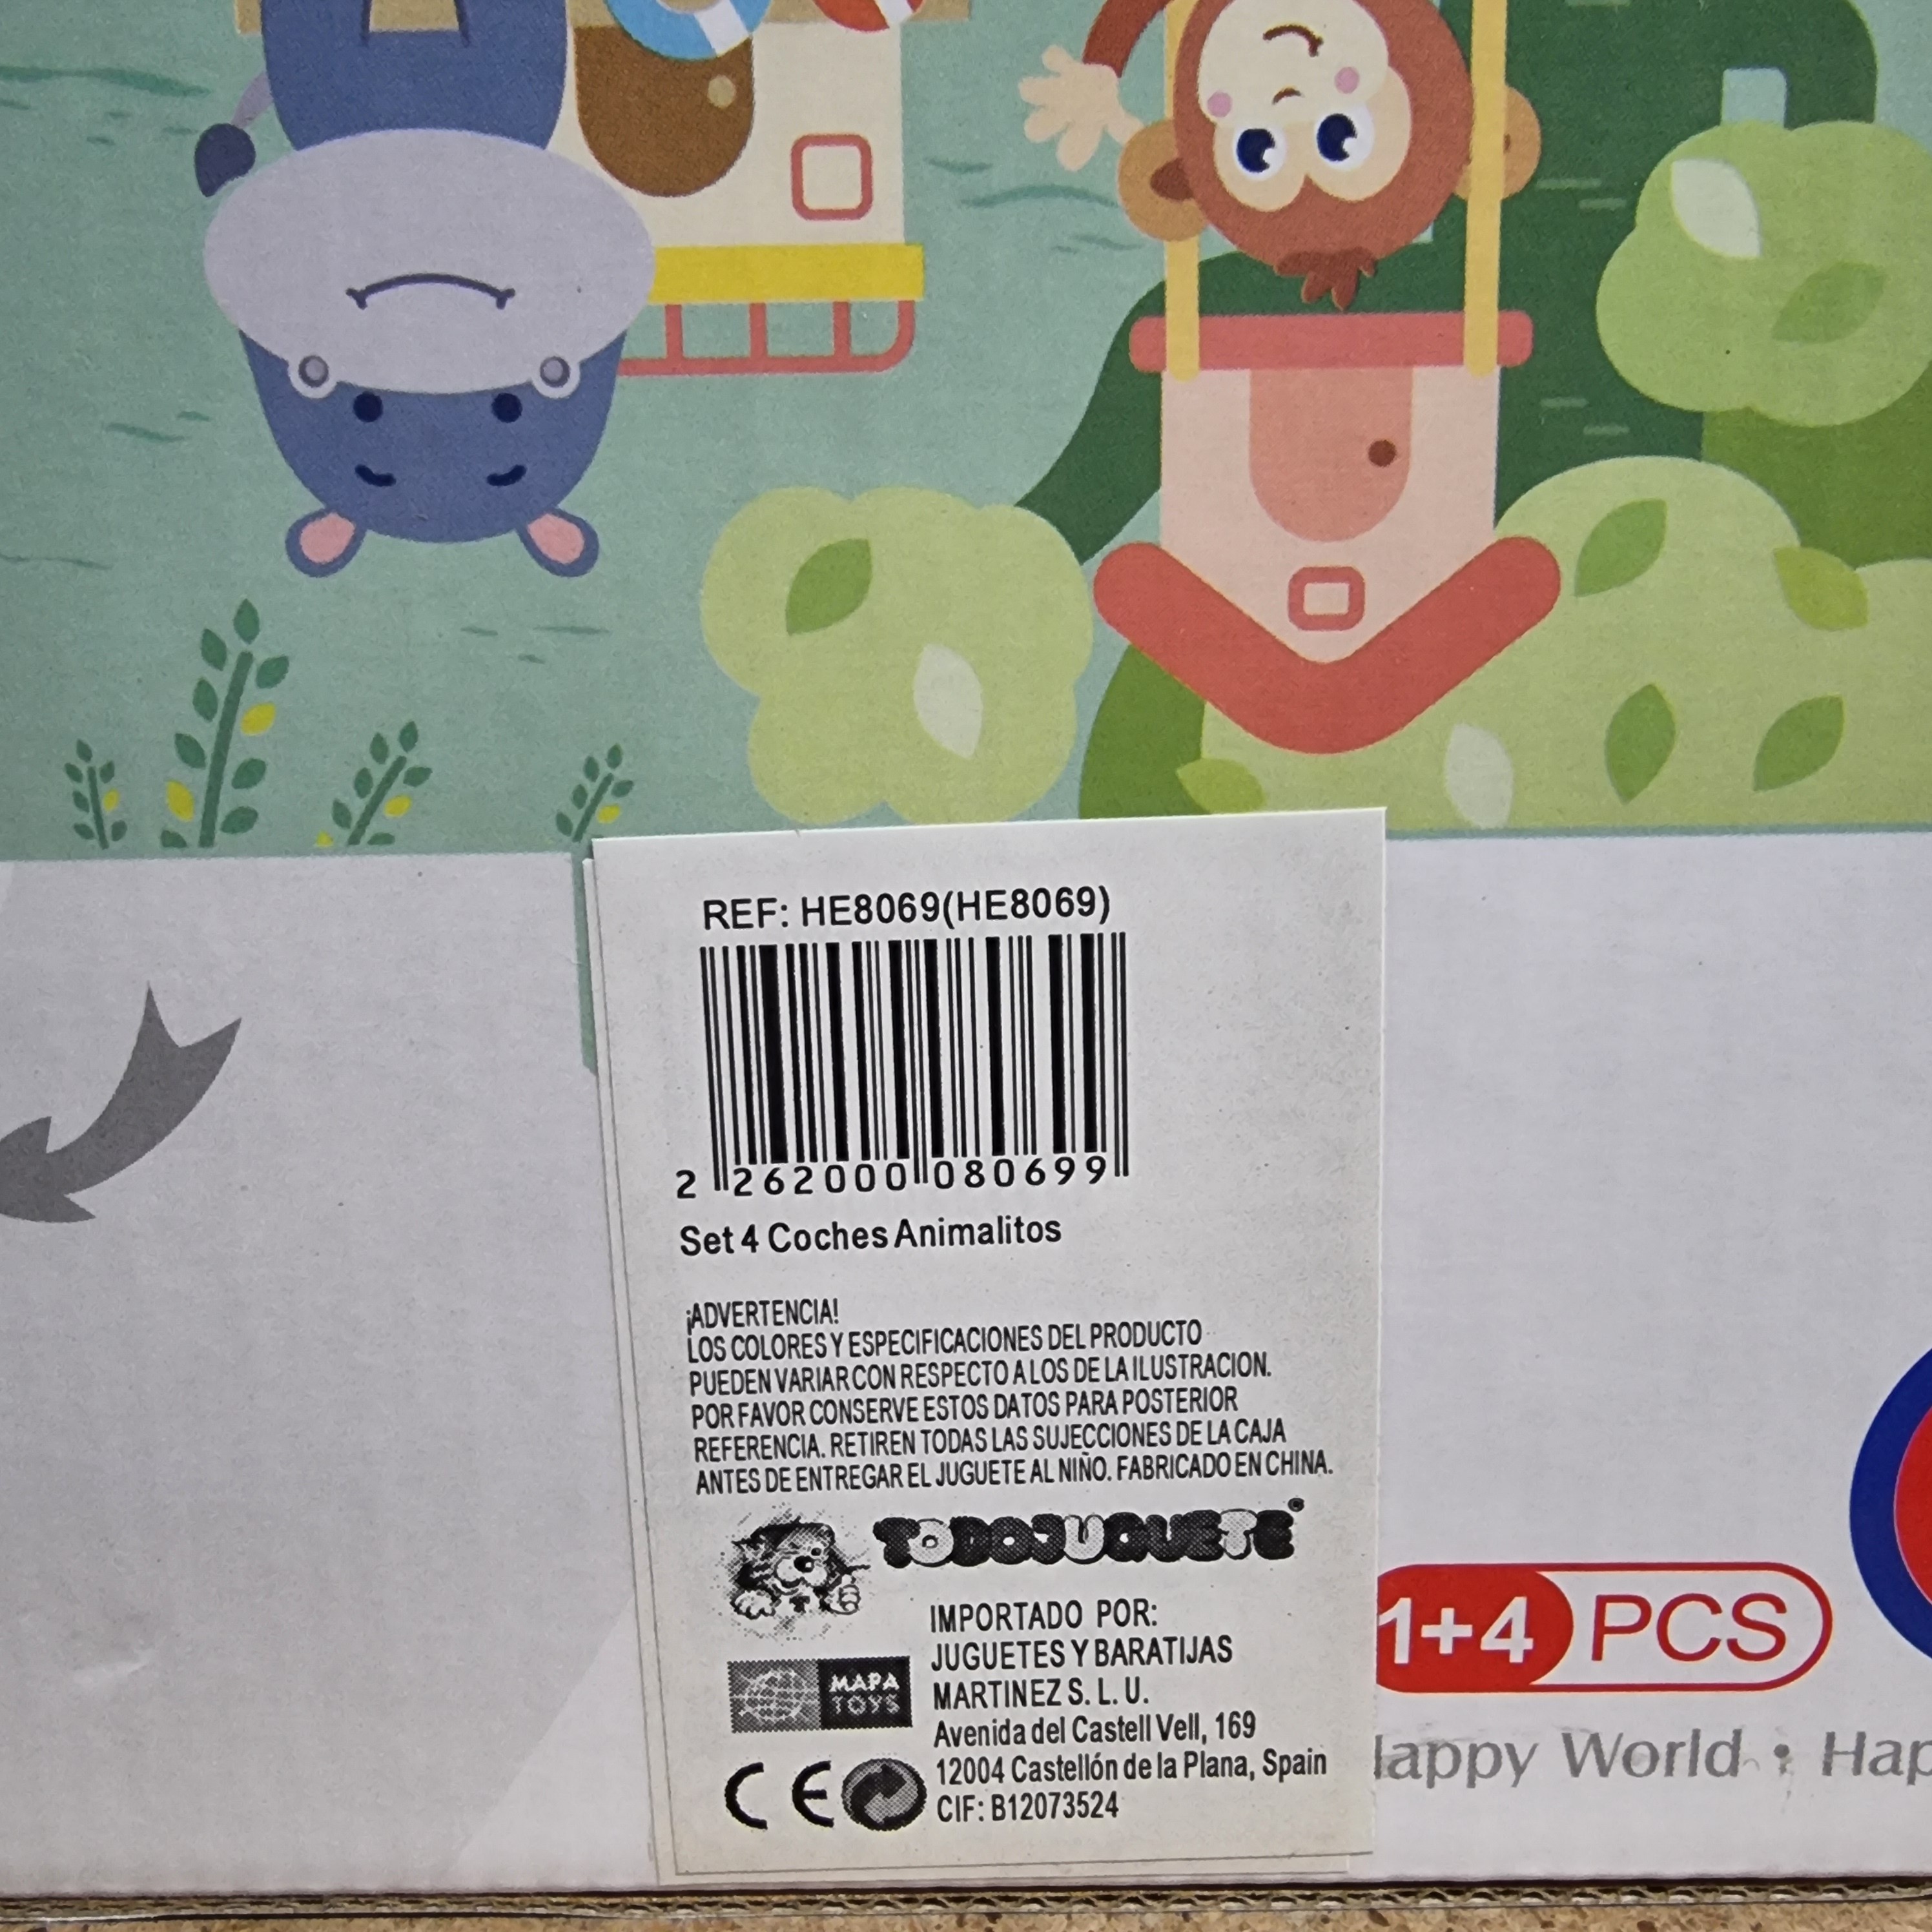 REF: HE8069(HE8069)
2 262000 080699
Set 4 Coches Animalitos
¡ADVERTENCIA!
LOS COLORES Y ESPECIFICACIONES DEL PRODUCTO
PUEDEN VARIAR CON RESPECTO A LOS DE LA ILUSTRACION.
POR FAVOR CONSERVE ESTOS DATOS PARA POSTERIOR
REFERENCIA. RETIREN TODAS LAS SUJECCIONES DE LA CAJA
ANTES DE ENTREGAR EL JUGUETE AL NIÑO. FABRICADO EN CHINA.
TODOJUGUETE
IMPORTADO POR:
JUGUETES Y BARATIJAS
MARTINEZ S. L. U.
Avenida del Castell Vell, 169
12004 Castellón de la Plana, Spain
CIF: B12073524
MAPA
TOYS
CE
1+4 PCS
World •